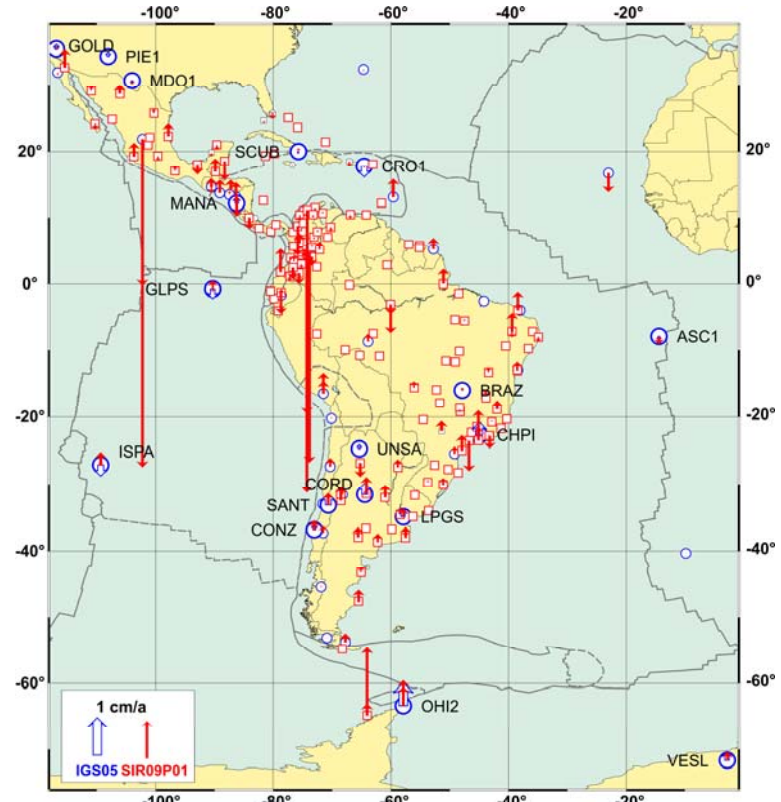 -100° -80° -60° -40° -20°
GOLD
PIE1
MDO1
20° SCUB CRO1 20°
MANA
0° GLPS 0°
ASC1
BRAZ
-20° -20°
CHPI
ISPA UNSA
CORD
SANT
LPGS
CONZ
-40° -40°
-60° -60°
1 cm/a
OHI2
IGS05 SIR09P01
VESL
-100° -80° -60° -40° -20°